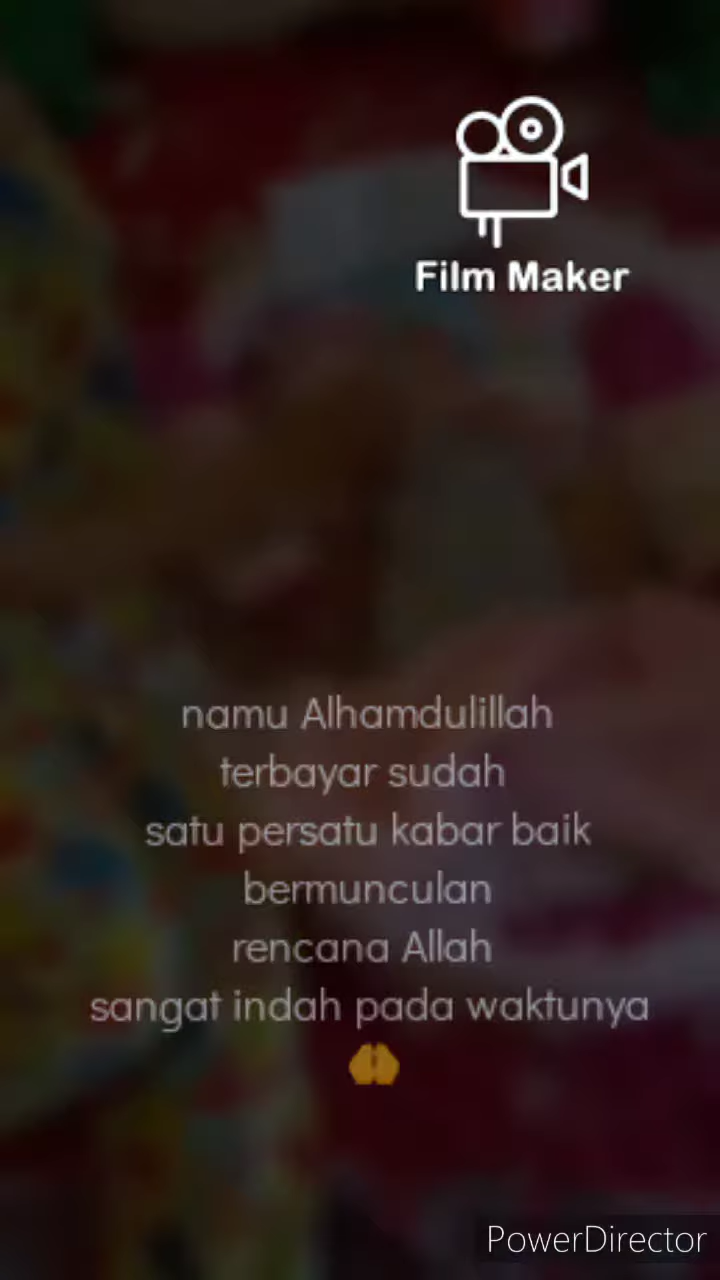 Film Maker
namu Alhamdulillah
terbayar sudah
satu persatu kabar baik
bermunculan
rencana Allah
sangat indah pada waktunya
🤲
PowerDirector